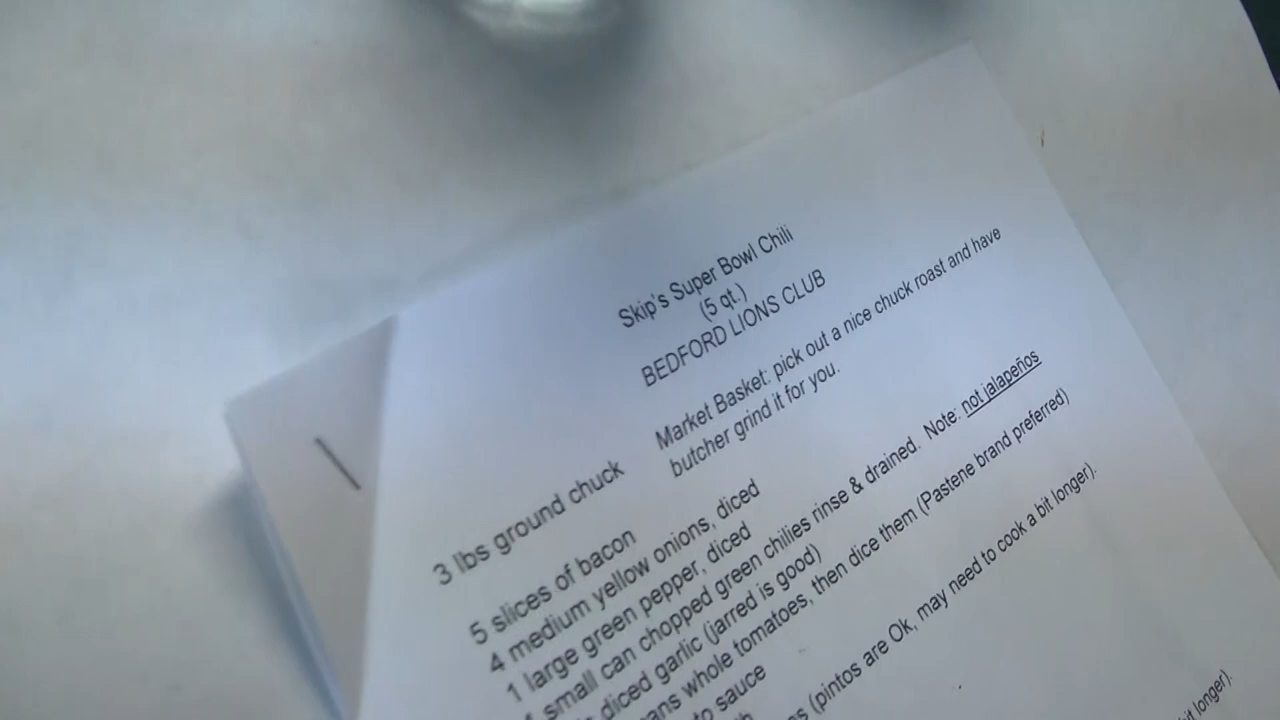 Skip's Super Bowl Chili
(5 qt.)
BEDFORD LIONS CLUB
3 lbs ground chuck Market Basket: pick out a nice chuck roast and have
butcher grind it for you.
5 slices of bacon
4 medium yellow onions, diced
1 large green pepper, diced
small can chopped green chilies rinse & drained. Note: not jalapeños
diced garlic (jarred is good)
whole tomatoes, then dice them (Pastene brand preferred)
sauce
(pintos are Ok, may need to cook a bit longer).
longer).